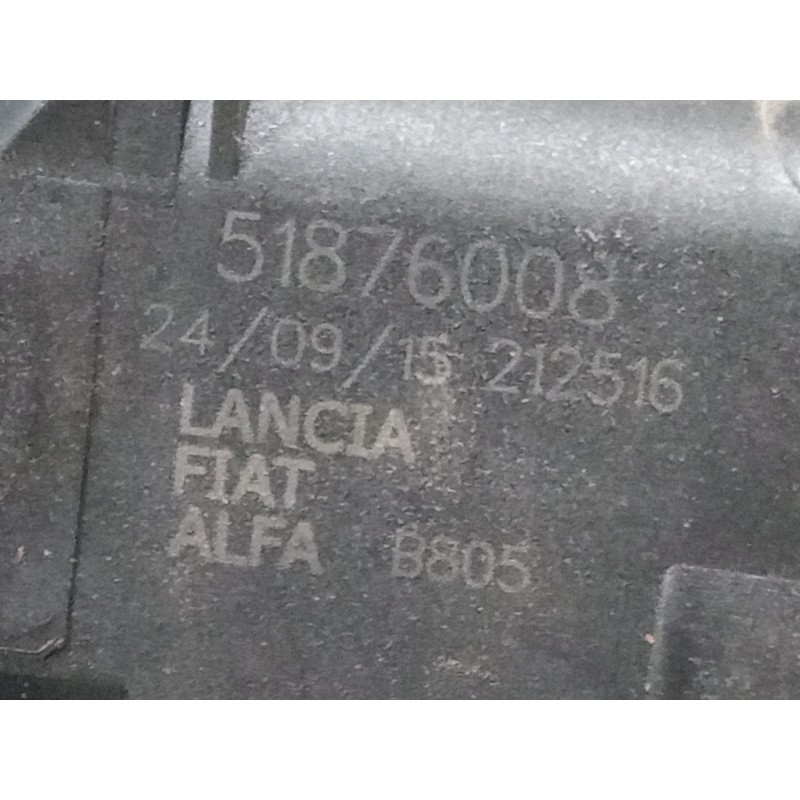 51876008
24/09/15 212516
LANCIA
FIAT
ALFA B805